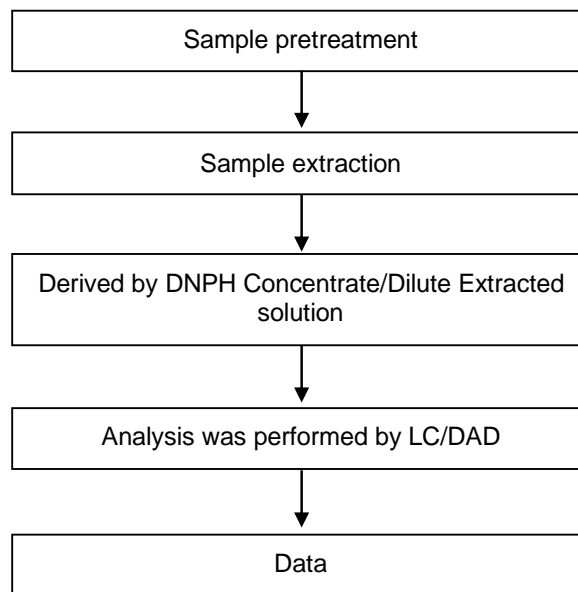 Sample pretreatment
Sample extraction
Derived by DNPH Concentrate/Dilute Extracted
solution
Analysis was performed by LC/DAD
Data